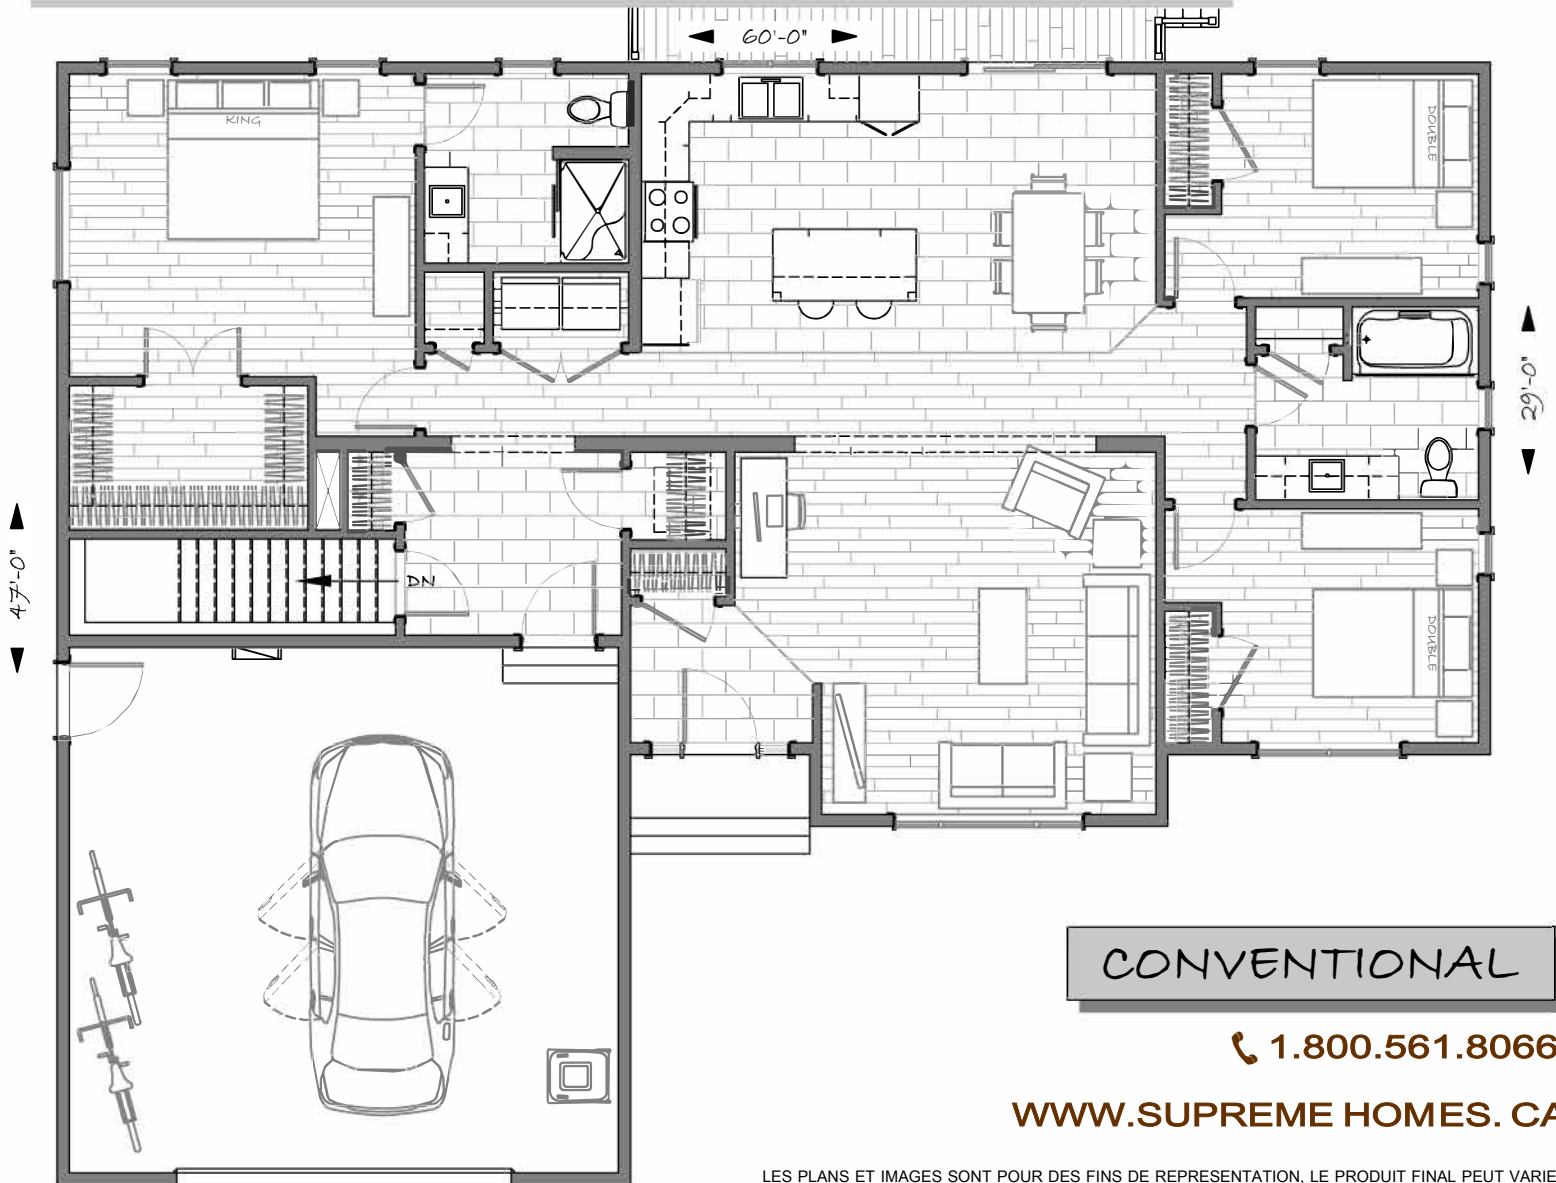 60'-0"
KING
DOUBLE
29'-0"
47'-0"
DN
DOUBLE
CONVENTIONAL
1.800.561.8066
WWW.SUPREME HOMES. CA
LES PLANS ET IMAGES SONT POUR DES FINS DE REPRESENTATION, LE PRODUIT FINAL PEUT VARIE